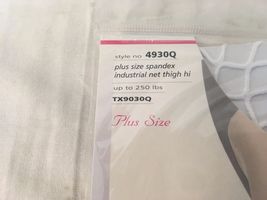 style no 4930Q
plus size spandex
industrial net thigh hi
up to 250 lbs
TX9030Q
Plus Size